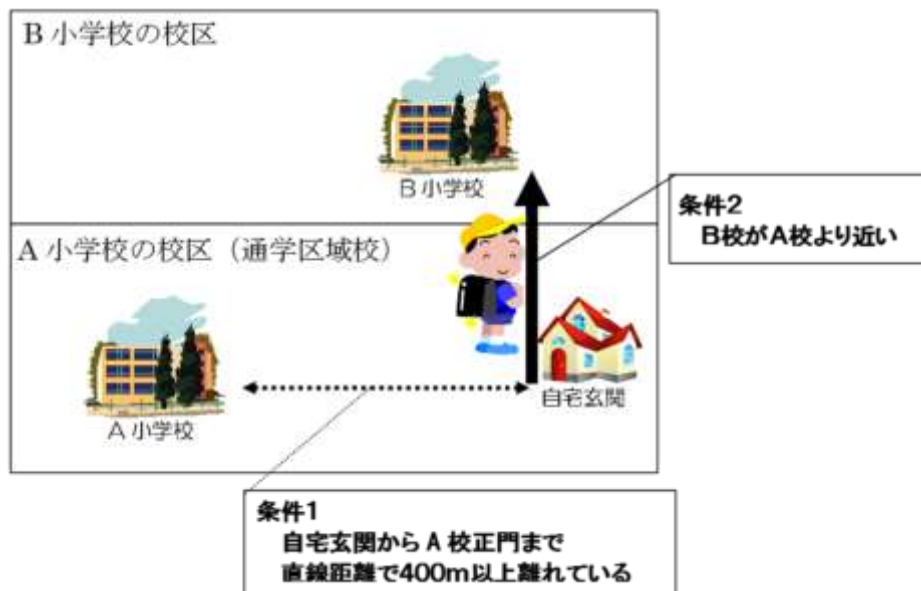 B 小学校の校区
B 小学校
条件2
B校がA校より近い
A 小学校の校区（通学区域校）
自宅玄関
A 小学校
条件1
自宅玄関から A 校正門まで
直線距離で400m以上離れている